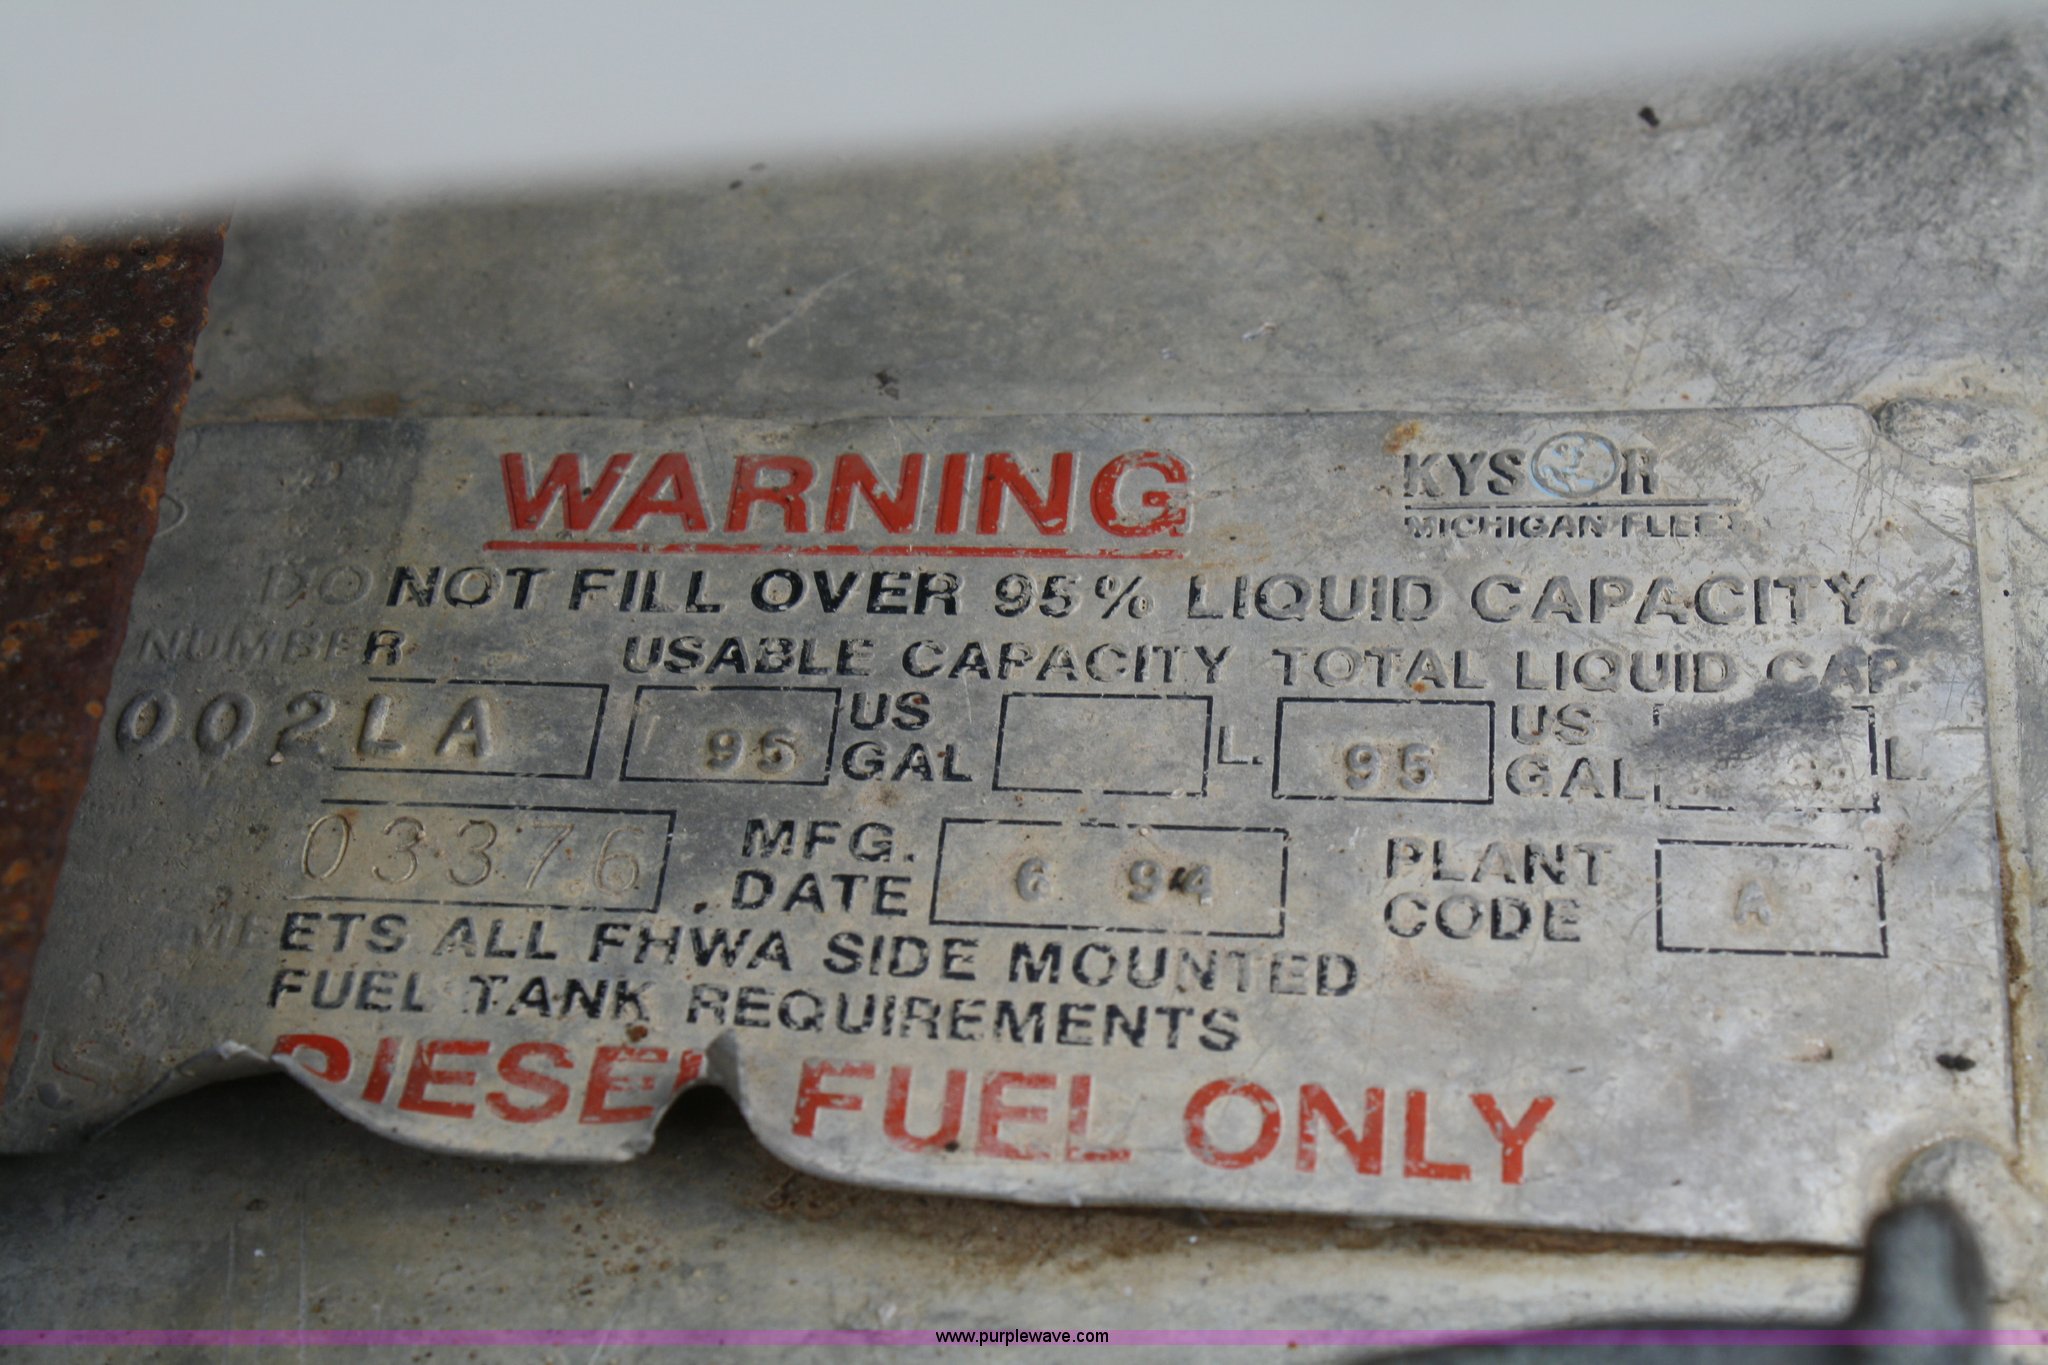 WARNING
KYSOR
MICHIGAN FLEET
DO NOT FILL OVER 95% LIQUID CAPACITY
NUMBER USABLE CAPACITY TOTAL LIQUID CAP
002LA 95 US GAL L. 95 US GAL L.
03376 MFG. DATE 6 94 PLANT CODE A
MEETS ALL FHWA SIDE MOUNTED
FUEL TANK REQUIREMENTS
DIESEL FUEL ONLY
www.purplewave.com